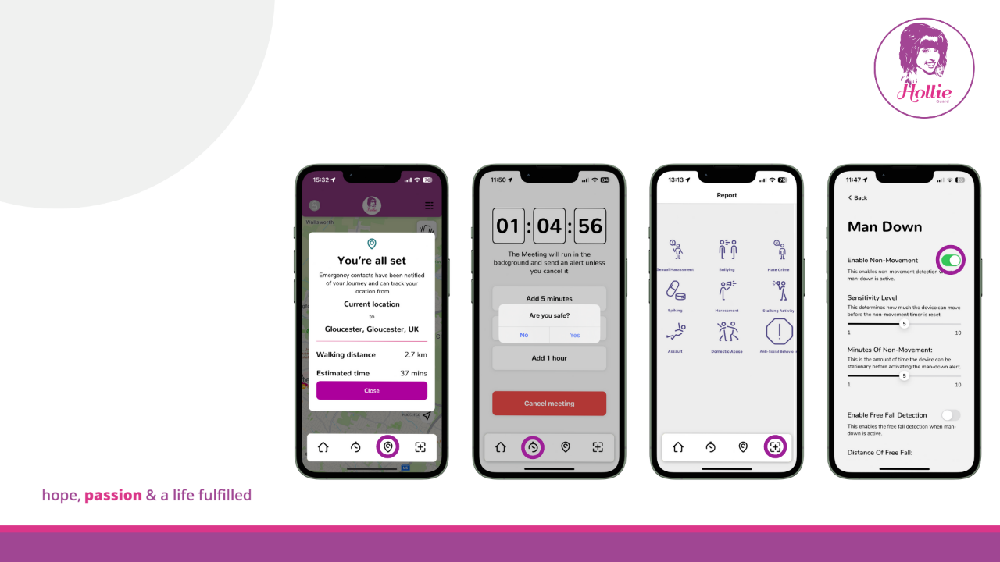 Hollie
Guard
15:32
76
Wallsworth
You're all set
Emergency contacts have been notified
of your Journey and can track your
location from
Current location
to
Gloucester, Gloucester, UK
Walking distance 2.7 km
Estimated time 37 mins
Close
11:50
84
01:04:56
The Meeting will run in the
background and send an alert unless
you cancel it
Add 5 minutes
Are you safe?
No Yes
Add 1 hour
Cancel meeting
13:13
Report
Sexual Harassment Bullying Hate Crime
Spiking Harassment Stalking Activity
Assault Domestic Abuse Anti-Social Behavio
11:47
Back
Man Down
Enable Non-Movement
This enables non-movement detection w
man-down is active.
Sensitivity Level
This determines how much the device can move
before the non-movement timer is reset.
5
1 10
Minutes Of Non-Movement:
This is the amount of time the device can be
stationary before activating the man-down alert.
5
1 10
Enable Free Fall Detection
This enables the free fall detection when man-
down is active.
Distance Of Free Fall:
hope, passion & a life fulfilled